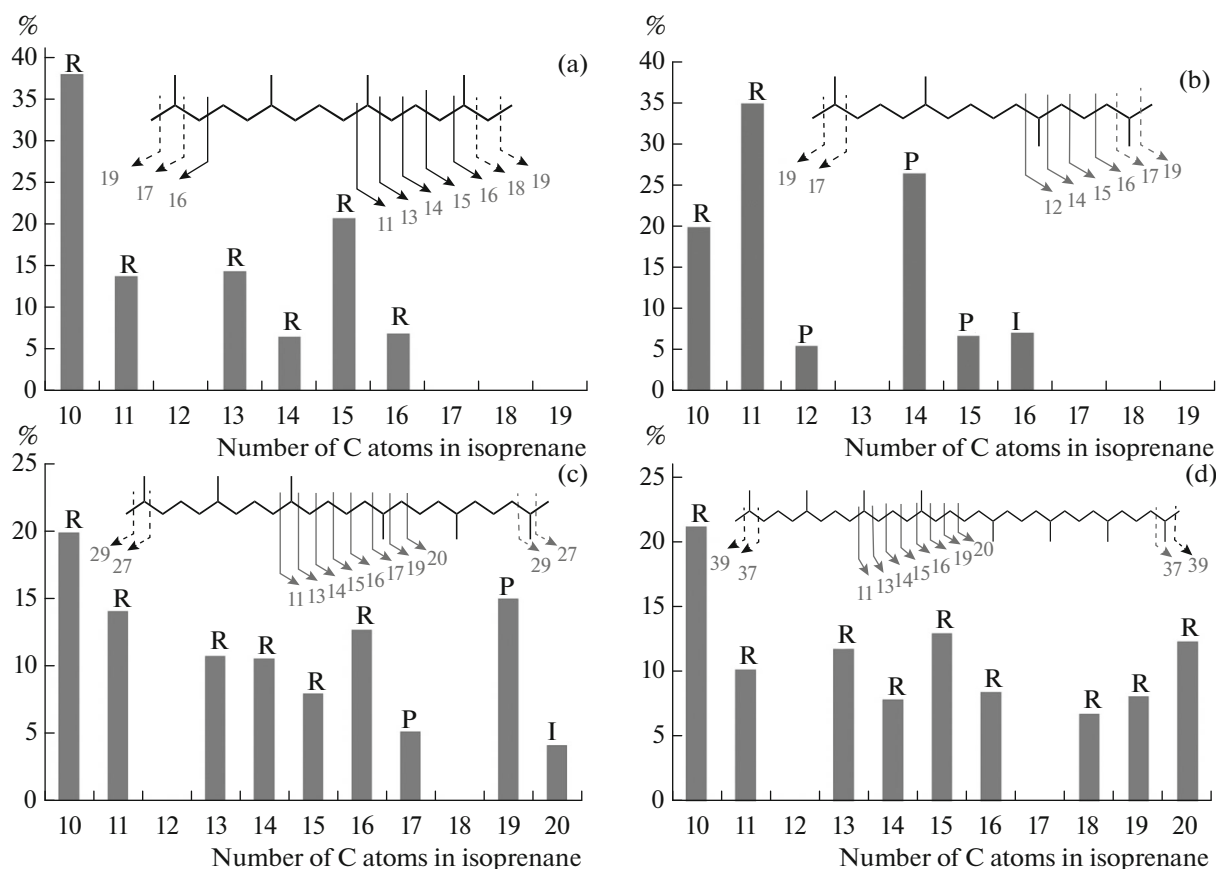 %
(a)
40
35
30
25
20
15
10
5
0
R
R
R
R
R
R
19
17
16
11
13
14
15
16
18
19
10 11 12 13 14 15 16 17 18 19
Number of C atoms in isoprenane
%
(b)
40
35
30
25
20
15
10
5
0
R
R
P
P
P
I
19
17
12
14
15
16
17
19
10 11 12 13 14 15 16 17 18 19
Number of C atoms in isoprenane
%
(c)
25
20
15
10
5
0
R
R
R
R
R
R
P
P
I
29
27
11
13
14
15
16
17
19
20
29
27
10 11 12 13 14 15 16 17 18 19 20
Number of C atoms in isoprenane
%
(d)
25
20
15
10
5
0
R
R
R
R
R
R
R
R
R
39
37
11
13
14
15
16
19
20
37
39
10 11 12 13 14 15 16 17 18 19 20
Number of C atoms in isoprenane